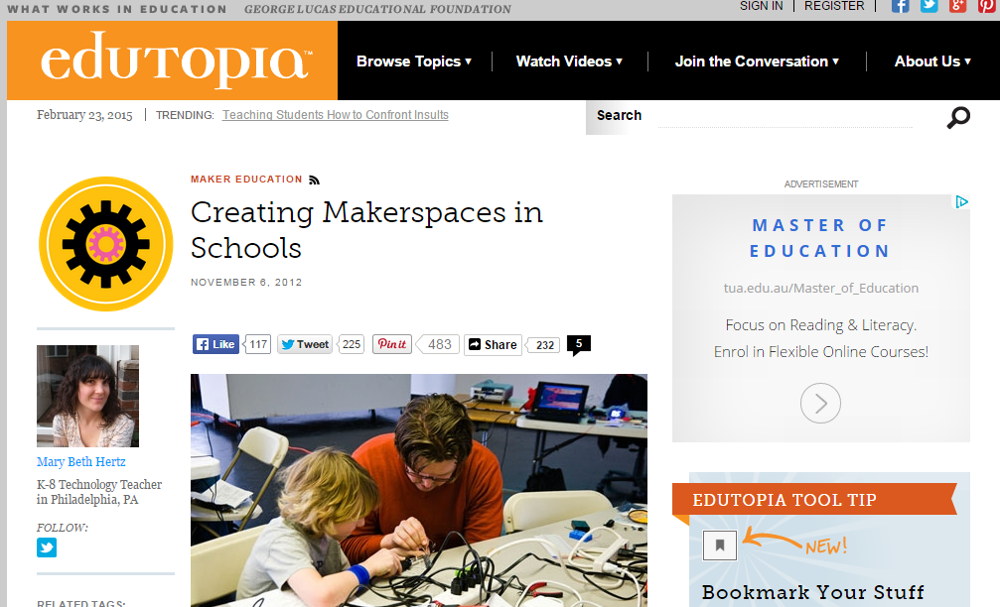 WHAT WORKS IN EDUCATION GEORGE LUCAS EDUCATIONAL FOUNDATION
SIGN IN | REGISTER |
edutopia™
Browse Topics ▾ Watch Videos ▾ Join the Conversation ▾ About Us ▾
February 23, 2015 | TRENDING: Teaching Students How to Confront Insults
Search
MAKER EDUCATION
Creating Makerspaces in
Schools
NOVEMBER 6, 2012
Like 117 Tweet 225 Pin it 483 Share 232 5
Mary Beth Hertz
K-8 Technology Teacher
in Philadelphia, PA
FOLLOW:
RELATED TAGS:
ADVERTISEMENT
MASTER OF
EDUCATION
tua.edu.au/Master_of_Education
Focus on Reading & Literacy.
Enrol in Flexible Online Courses!
EDUTOPIA TOOL TIP
NEW!
Bookmark Your Stuff